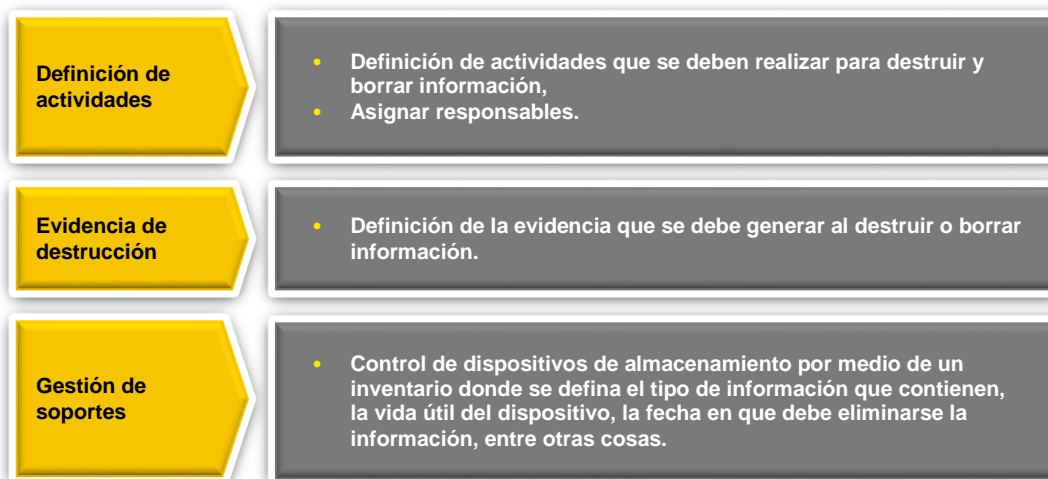 Definición de
actividades
• Definición de actividades que se deben realizar para destruir y
borrar información,
• Asignar responsables.
Evidencia de
destrucción
• Definición de la evidencia que se debe generar al destruir o borrar
información.
Gestión de
soportes
• Control de dispositivos de almacenamiento por medio de un
inventario donde se defina el tipo de información que contienen,
la vida útil del dispositivo, la fecha en que debe eliminarse la
información, entre otras cosas.